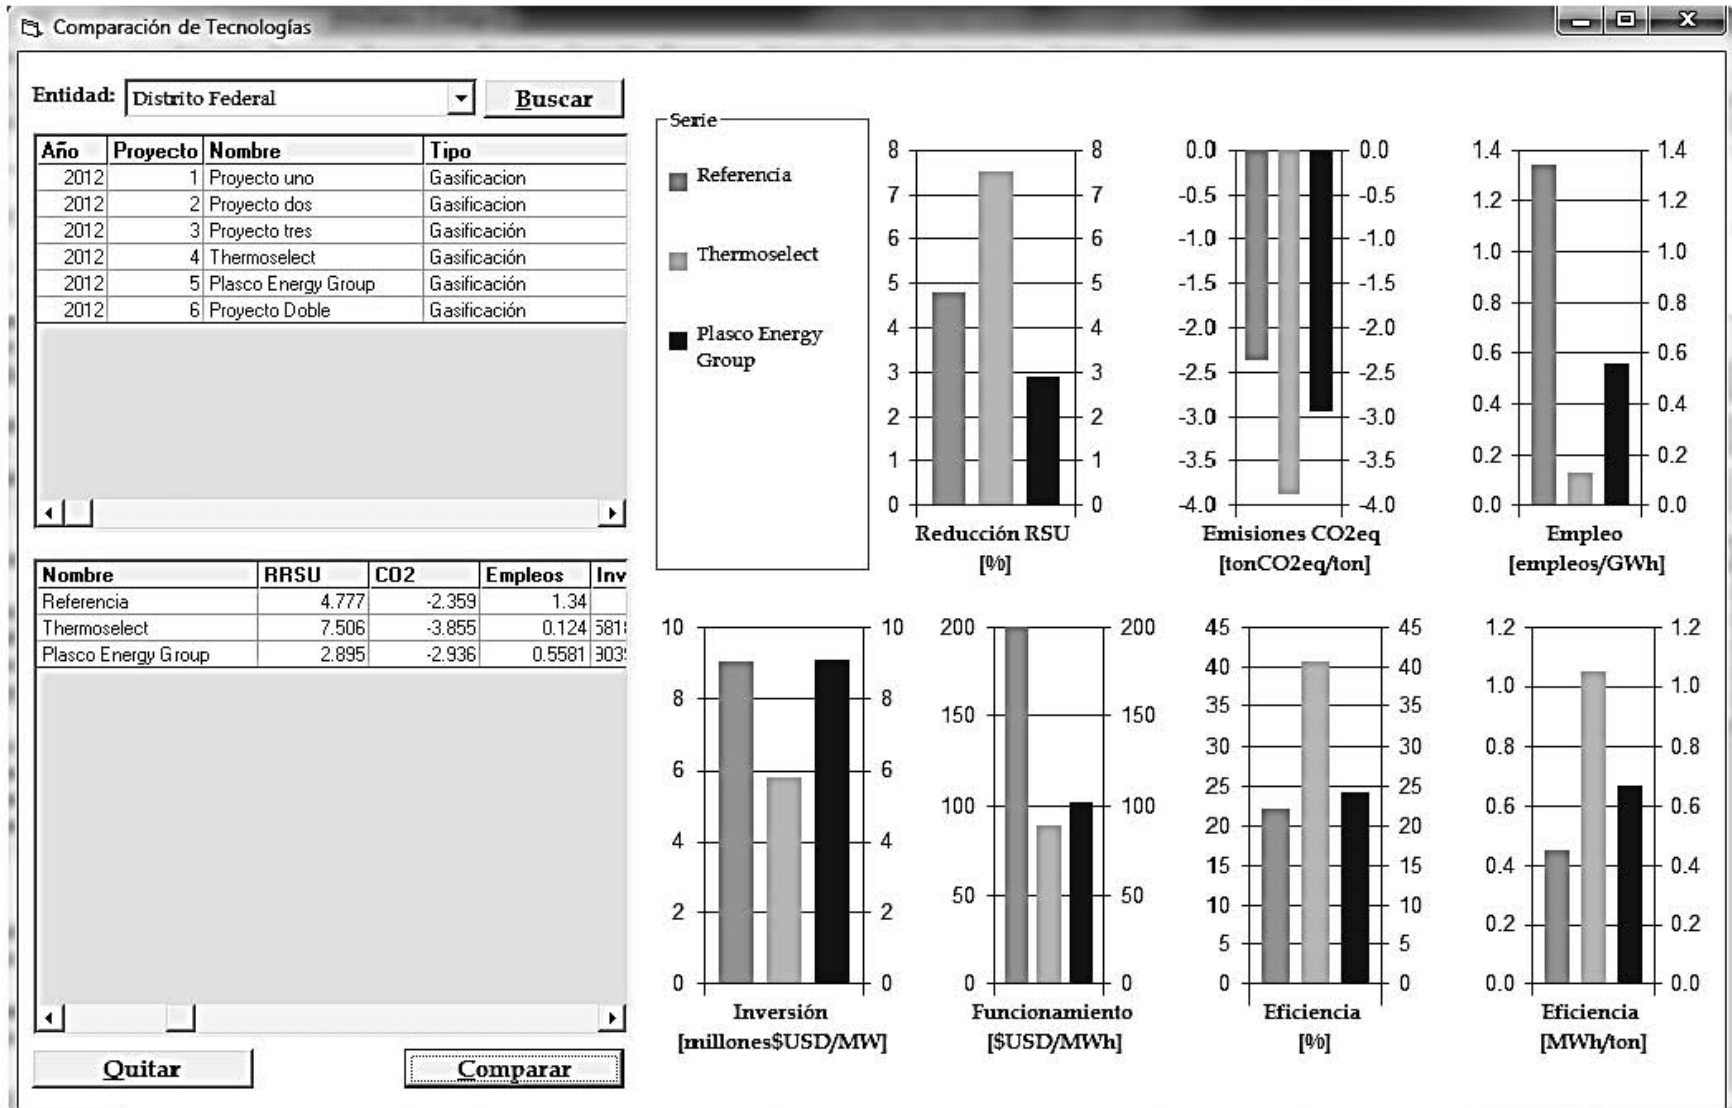 Comparación de Tecnologías
Entidad: Distrito Federal Buscar
Año Proyecto Nombre Tipo
2012 1 Proyecto uno Gasificacion
2012 2 Proyecto dos Gasificacion
2012 3 Proyecto tres Gasificación
2012 4 Thermoselect Gasificación
2012 5 Plasco Energy Group Gasificación
2012 6 Proyecto Doble Gasificación
Nombre RRSU CO2 Empleos Inv
Referencia 4.777 -2.359 1.34
Thermoselect 7.506 -3.855 0.124
Plasco Energy Group 2.895 -2.936 0.5581
Quitar Comparar
Serie
Referencia
Thermoselect
Plasco Energy
Group
8 8
7 7
6 6
5 5
4 4
3 3
2 2
1 1
0 0
Reducción RSU
[%]
0.0 0.0
-0.5 -0.5
-1.0 -1.0
-1.5 -1.5
-2.0 -2.0
-2.5 -2.5
-3.0 -3.0
-3.5 -3.5
-4.0 -4.0
Emisiones CO2eq
[tonCO2eq/ton]
1.4 1.4
1.2 1.2
1.0 1.0
0.8 0.8
0.6 0.6
0.4 0.4
0.2 0.2
0.0 0.0
Empleo
[empleos/GWh]
10 10
8 8
6 6
4 4
2 2
0 0
Inversión
[millones$USD/MW]
200 200
150 150
100 100
50 50
0 0
Funcionamiento
[$USD/MWh]
45 45
40 40
35 35
30 30
25 25
20 20
15 15
10 10
5 5
0 0
Eficiencia
[%]
1.2 1.2
1.0 1.0
0.8 0.8
0.6 0.6
0.4 0.4
0.2 0.2
0.0 0.0
Eficiencia
[MWh/ton]